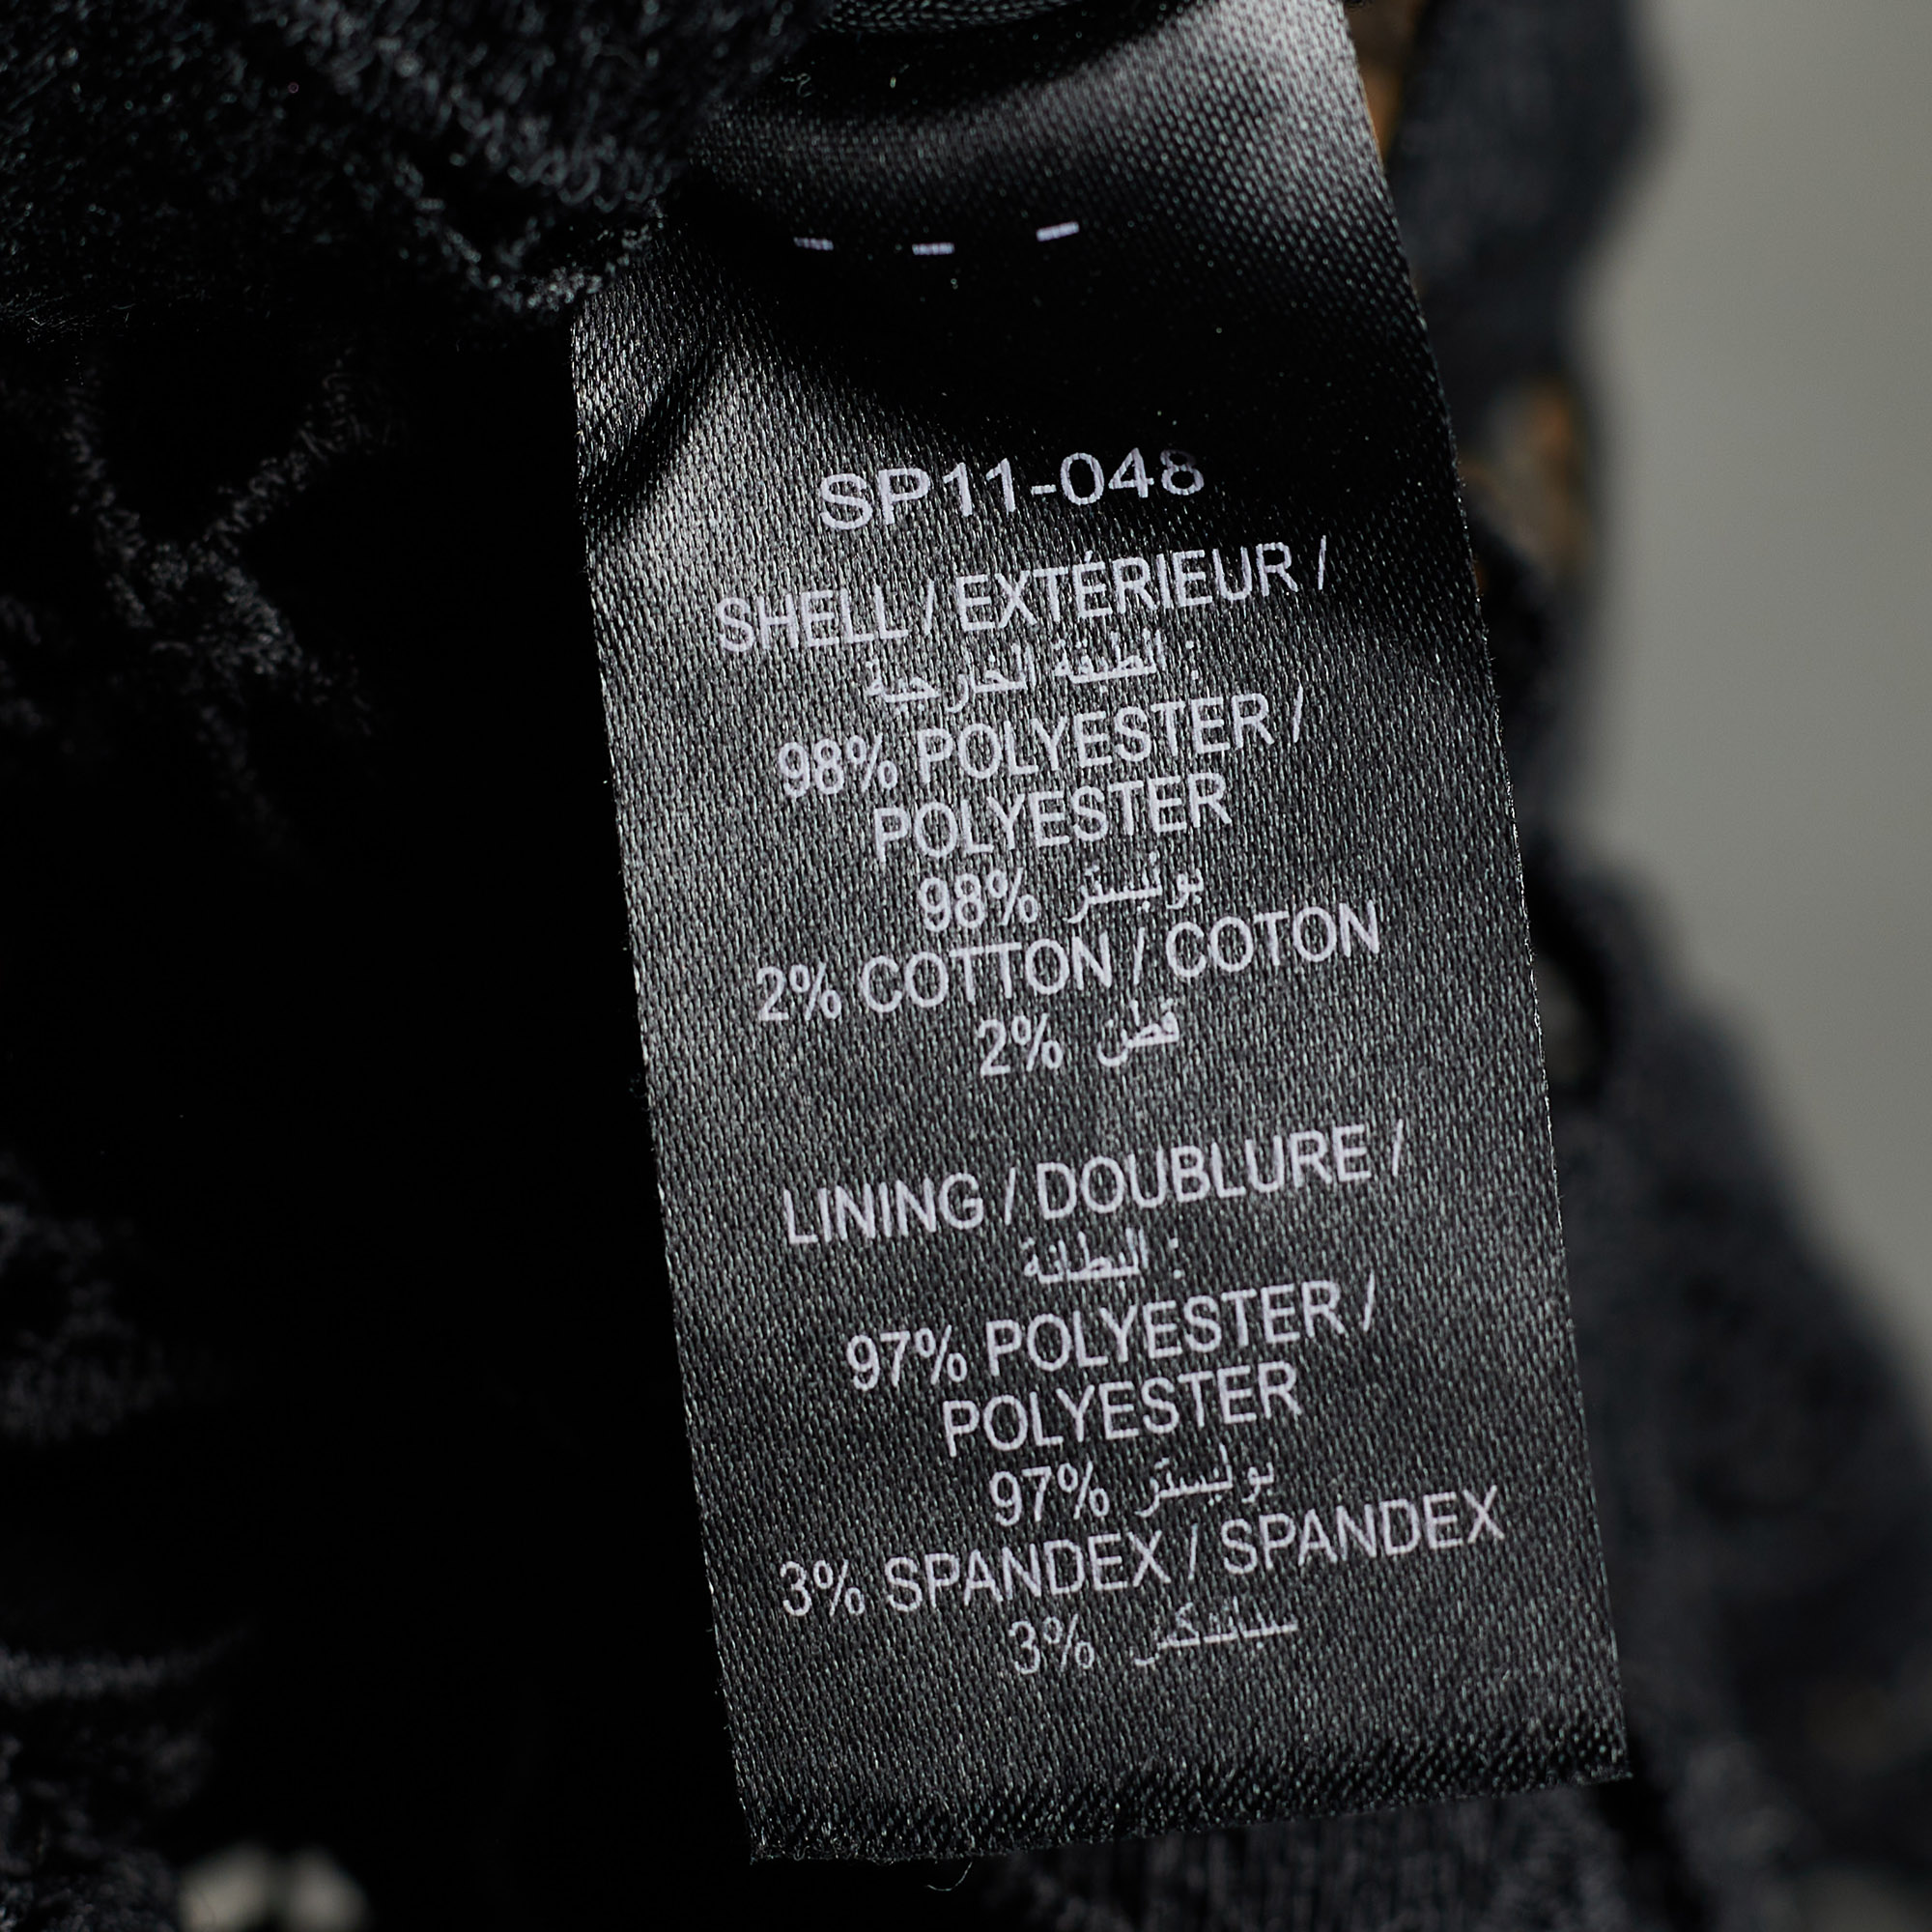 SP11-048
SHELL / EXTÉRIEUR /
الطبقة الخارجية :
98% POLYESTER /
POLYESTER
98% بوليستر
2% COTTON / COTON
2% قطن
LINING / DOUBLURE /
البطانة :
97% POLYESTER /
POLYESTER
97% بوليستر
3% SPANDEX / SPANDEX
3% سباندكس